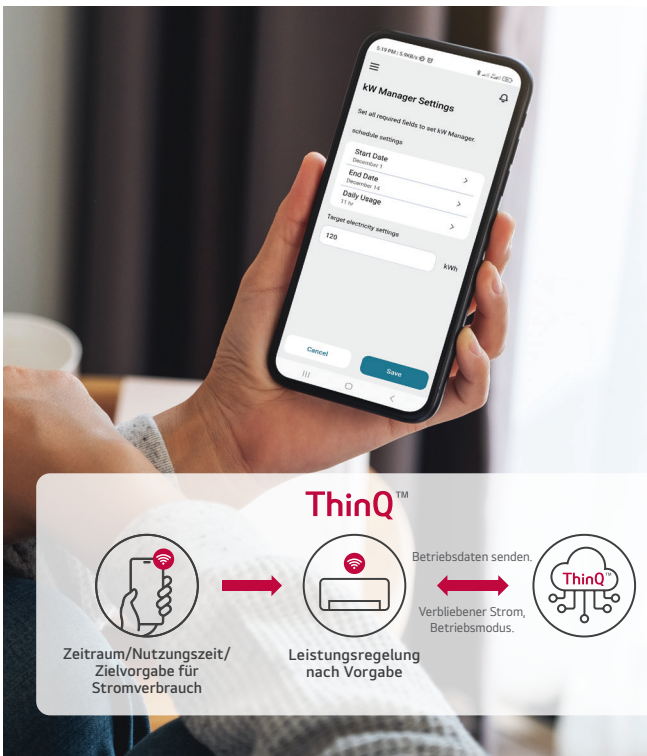 5:19 PM | 5.9KB/s
kW Manager Settings
Set all required fields to set kW Manager.
schedule settings
Start Date
December 1
End Date
December 14
Daily Usage
11 hr
Target electricity settings
120
kWh
Cancel
Save
ThinQ™
Betriebsdaten senden.
ThinQ™
Verbliebener Strom,
Betriebsmodus.
Zeitraum/Nutzungszeit/
Zielvorgabe für
Stromverbrauch
Leistungsregelung
nach Vorgabe